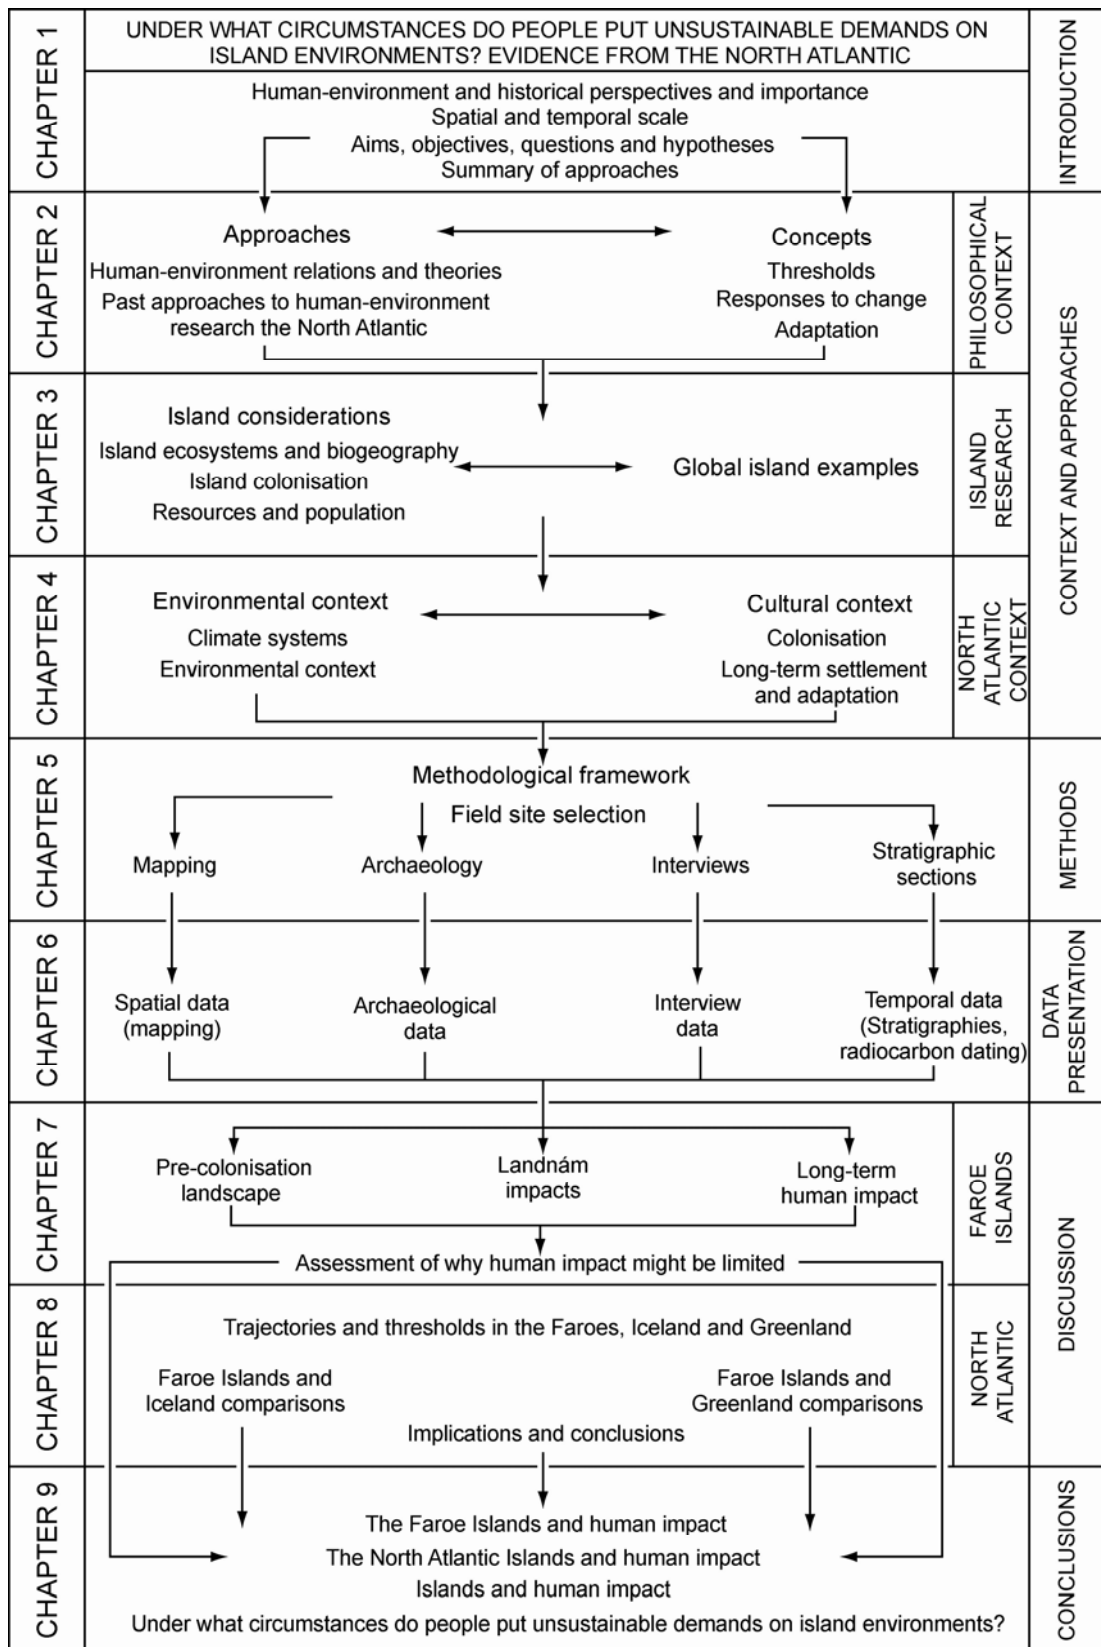 CHAPTER 1
UNDER WHAT CIRCUMSTANCES DO PEOPLE PUT UNSUSTAINABLE DEMANDS ON
ISLAND ENVIRONMENTS? EVIDENCE FROM THE NORTH ATLANTIC
Human-environment and historical perspectives and importance
Spatial and temporal scale
Aims, objectives, questions and hypotheses
Summary of approaches
INTRODUCTION
CHAPTER 2
Approaches
Human-environment relations and theories
Past approaches to human-environment
research the North Atlantic
Concepts
Thresholds
Responses to change
Adaptation
PHILOSOPHICAL
CONTEXT
CONTEXT AND APPROACHES
CHAPTER 3
Island considerations
Island ecosystems and biogeography
Island colonisation
Resources and population
Global island examples
ISLAND
RESEARCH
CHAPTER 4
Environmental context
Climate systems
Environmental context
Cultural context
Colonisation
Long-term settlement
and adaptation
NORTH
ATLANTIC
CONTEXT
CHAPTER 5
Methodological framework
Field site selection
Mapping
Archaeology
Interviews
Stratigraphic
sections
METHODS
CHAPTER 6
Spatial data
(mapping)
Archaeological
data
Interview
data
Temporal data
(Stratigraphies,
radiocarbon dating)
DATA
PRESENTATION
CHAPTER 7
Pre-colonisation
landscape
Landnám
impacts
Long-term
human impact
Assessment of why human impact might be limited
FAROE
ISLANDS
DISCUSSION
CHAPTER 8
Trajectories and thresholds in the Faroes, Iceland and Greenland
Faroe Islands and
Iceland comparisons
Faroe Islands and
Greenland comparisons
Implications and conclusions
NORTH
ATLANTIC
CHAPTER 9
The Faroe Islands and human impact
The North Atlantic Islands and human impact
Islands and human impact
Under what circumstances do people put unsustainable demands on island environments?
CONCLUSIONS